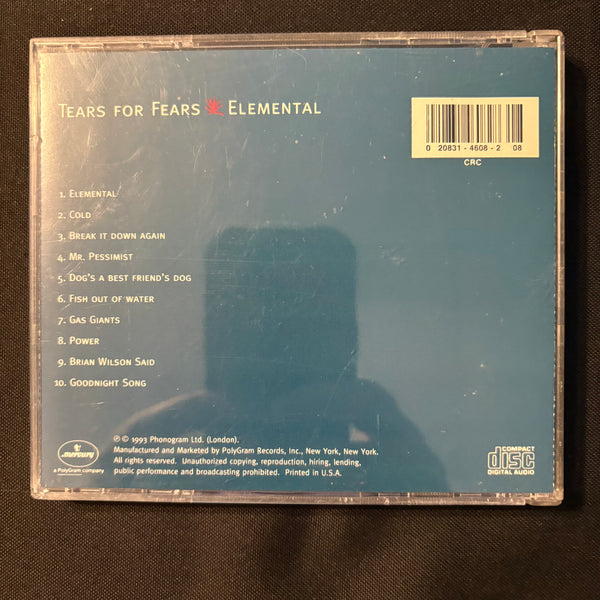 Tears for Fears Elemental
0 20831-4608-2 08
CRC
1. Elemental
2. Cold
3. Break it down again
4. Mr. Pessimist
5. Dog's a best friend's dog
6. Fish out of water
7. Gas Giants
8. Power
9. Brian Wilson Said
10. Goodnight Song
℗ © 1993 Phonogram Ltd. (London).
Manufactured and Marketed by PolyGram Records, Inc., New York, New York.
All rights reserved. Unauthorized copying, reproduction, hiring, lending,
public performance and broadcasting prohibited. Printed in U.S.A.
mercury
a PolyGram company
COMPACT
disc
DIGITAL AUDIO